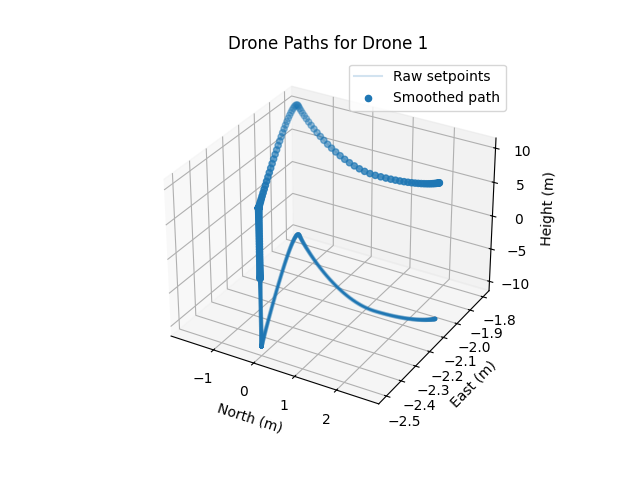 Drone Paths for Drone 1
Raw setpoints
Smoothed path
10
5
0
−5
−10
Height (m)
−1.8
−1.9
−2.0
−2.1
−2.2
−2.3
−2.4
−2.5
East (m)
−1
0
1
2
North (m)